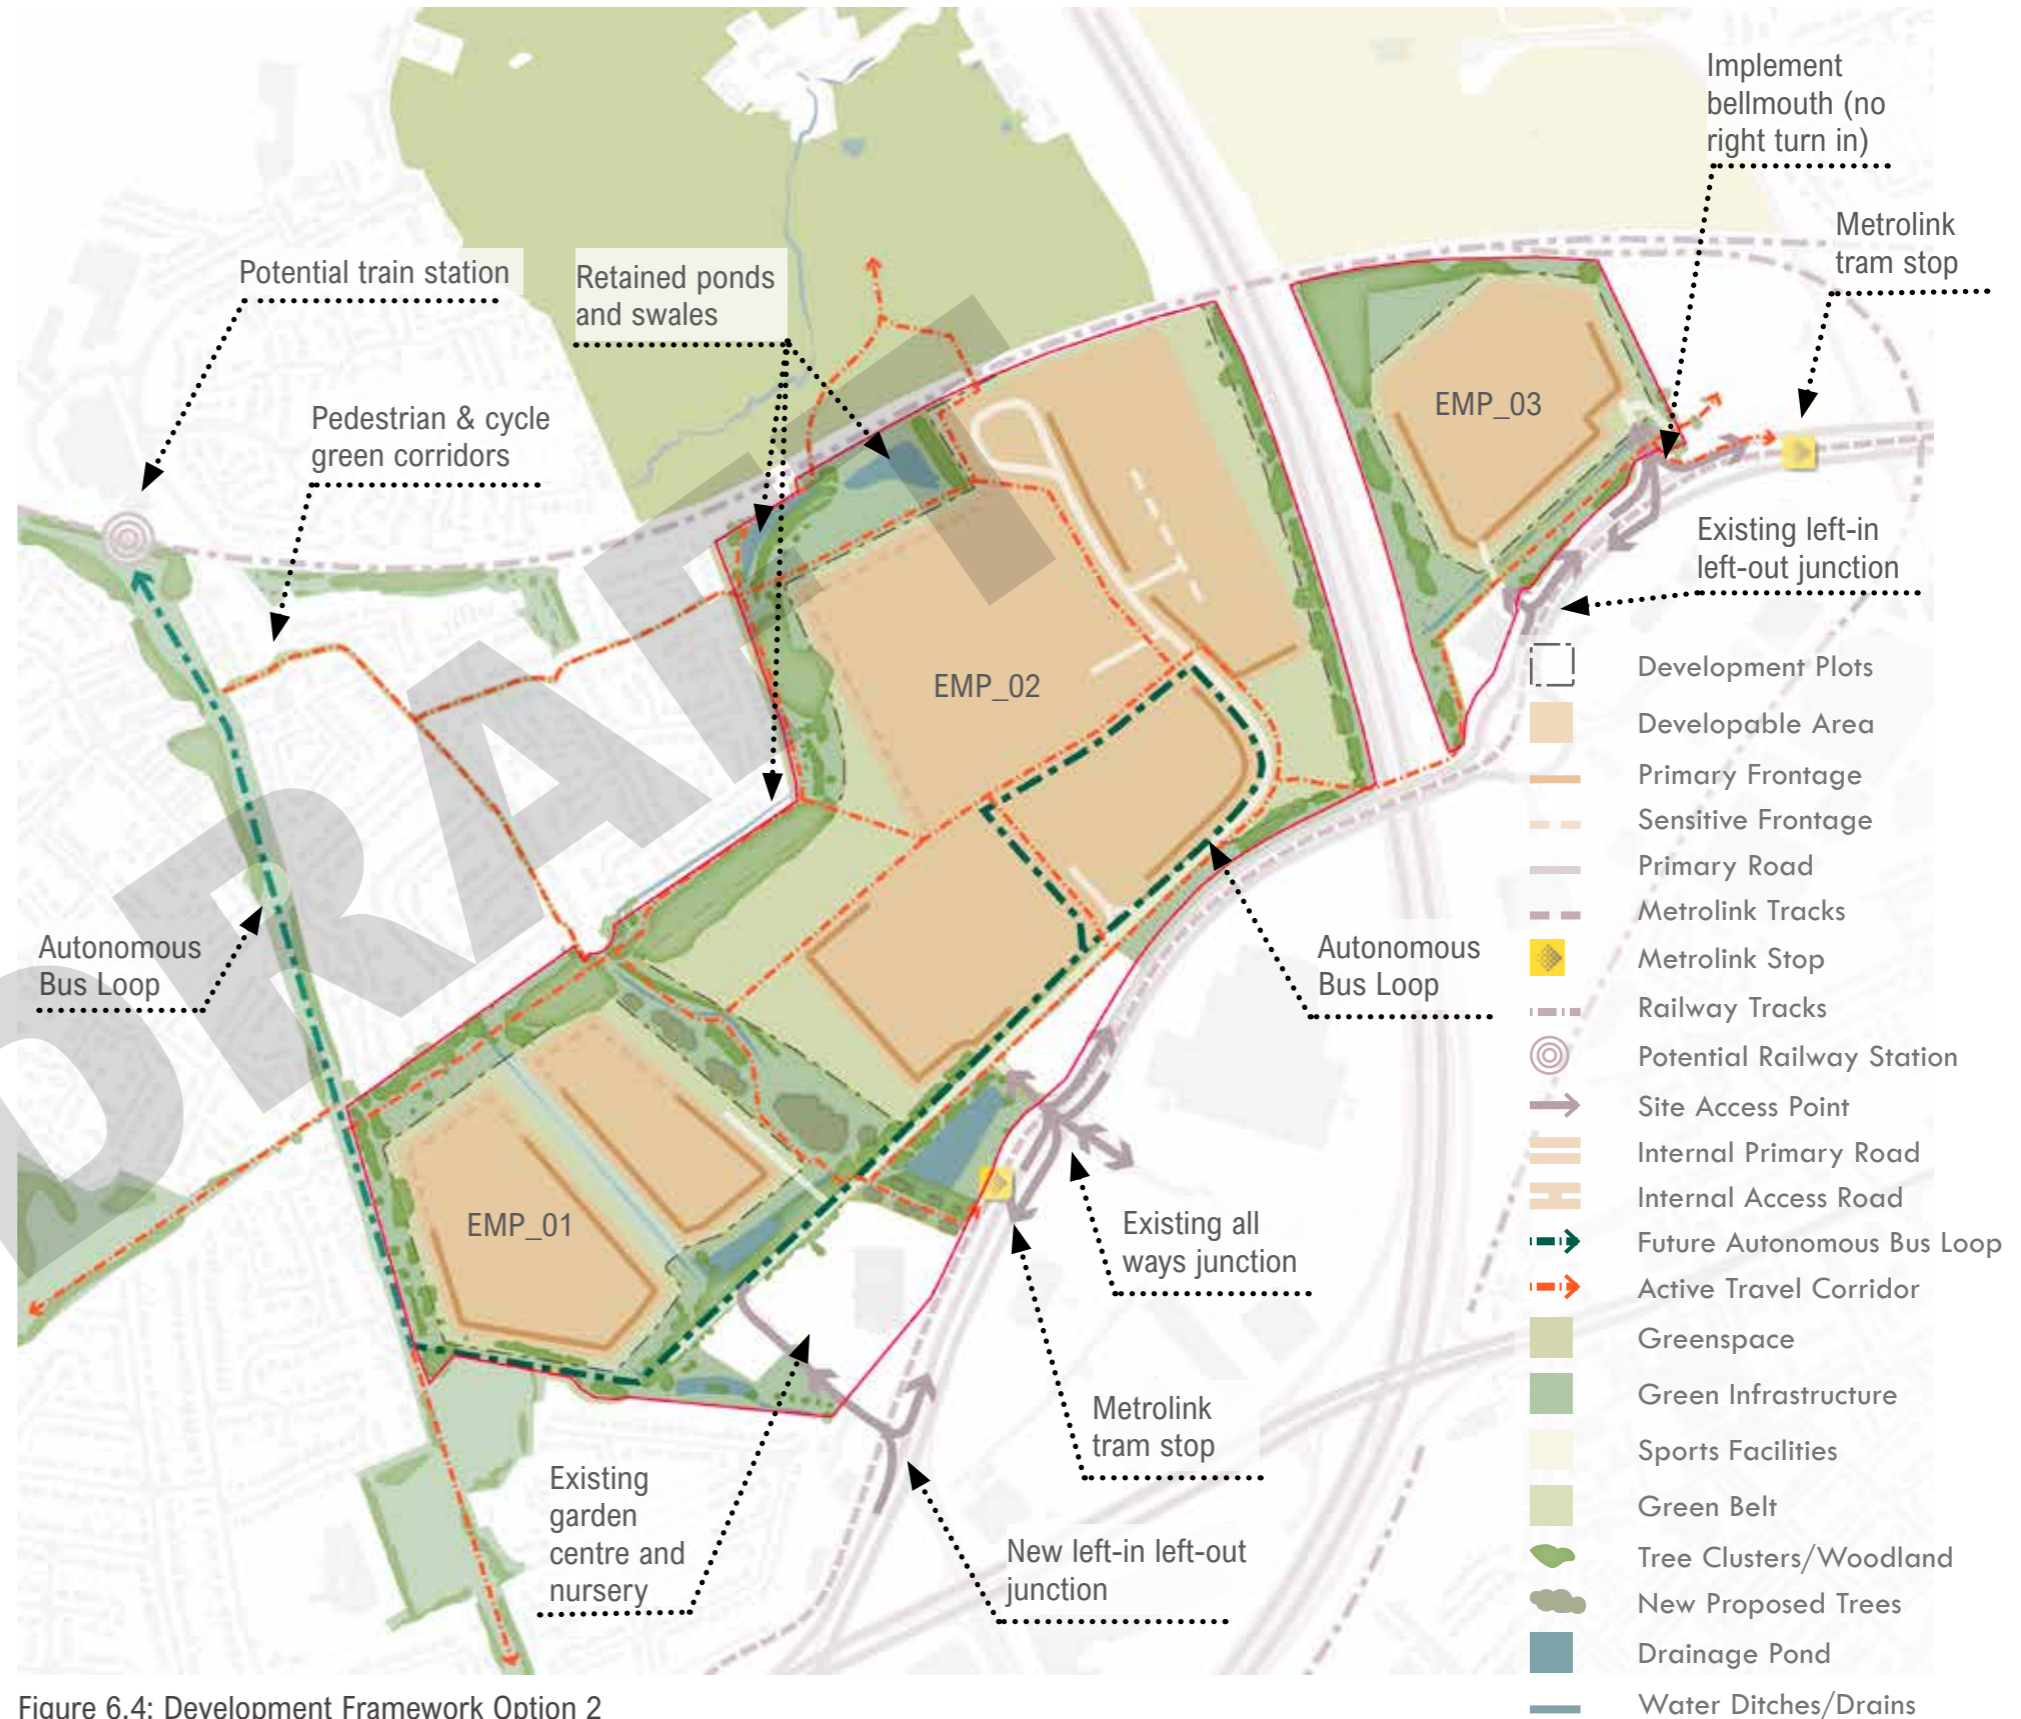 Implement
bellmouth (no
right turn in)
Metrolink
tram stop
Potential train station
Retained ponds
and swales
Pedestrian & cycle
green corridors
EMP_03
Existing left-in
left-out junction
EMP_02
Autonomous
Bus Loop
Autonomous
Bus Loop
EMP_01
Existing all
ways junction
Metrolink
tram stop
Existing
garden
centre and
nursery
New left-in left-out
junction
DRAFT
Development Plots
Developable Area
Primary Frontage
Sensitive Frontage
Primary Road
Metrolink Tracks
Metrolink Stop
Railway Tracks
Potential Railway Station
Site Access Point
Internal Primary Road
Internal Access Road
Future Autonomous Bus Loop
Active Travel Corridor
Greenspace
Green Infrastructure
Sports Facilities
Green Belt
Tree Clusters/Woodland
New Proposed Trees
Drainage Pond
Water Ditches/Drains
Figure 6.4: Development Framework Option 2